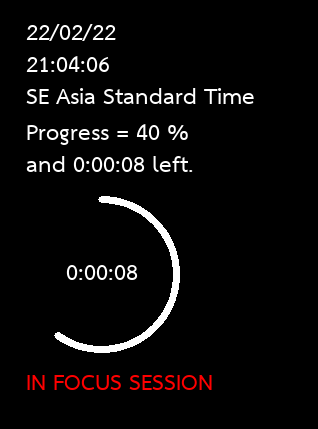 22/02/22
21:04:06
SE Asia Standard Time
Progress = 40 %
and 0:00:08 left.
0:00:08
IN FOCUS SESSION